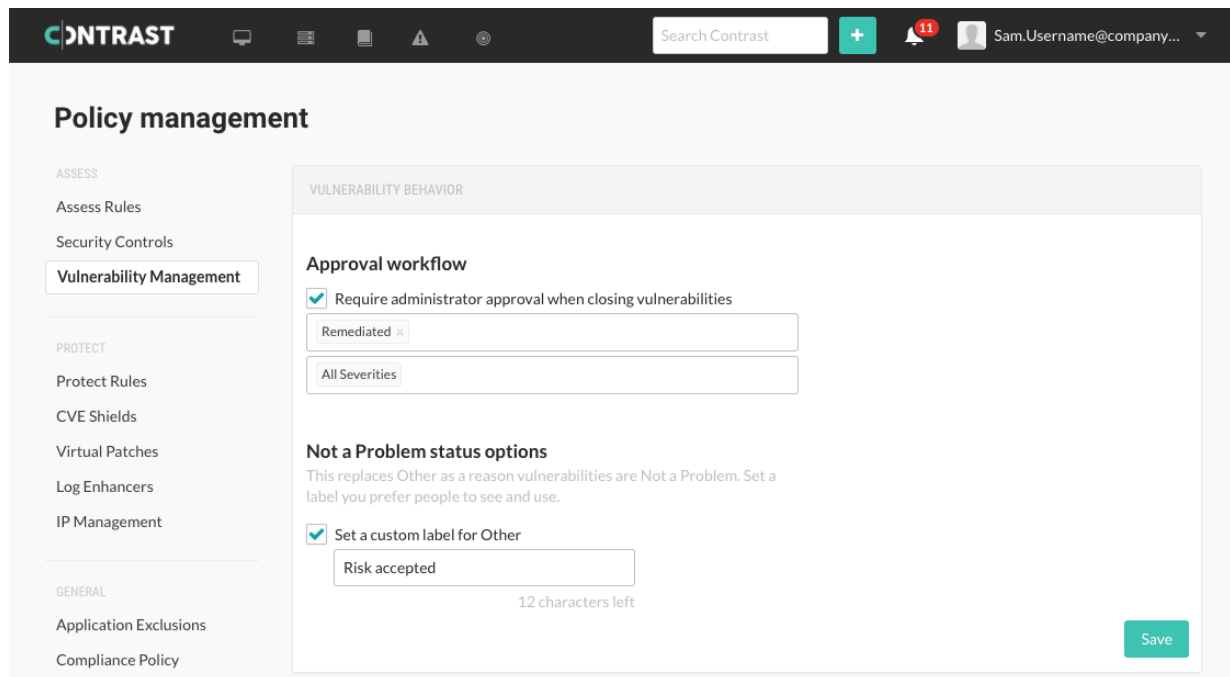 CONTRAST
Search Contrast
+
11
Sam.Username@company...
Policy management
ASSESS
Assess Rules
Security Controls
Vulnerability Management
PROTECT
Protect Rules
CVE Shields
Virtual Patches
Log Enhancers
IP Management
GENERAL
Application Exclusions
Compliance Policy
VULNERABILITY BEHAVIOR
Approval workflow
Require administrator approval when closing vulnerabilities
Remediated ×
All Severities
Not a Problem status options
This replaces Other as a reason vulnerabilities are Not a Problem. Set a
label you prefer people to see and use.
Set a custom label for Other
Risk accepted
12 characters left
Save